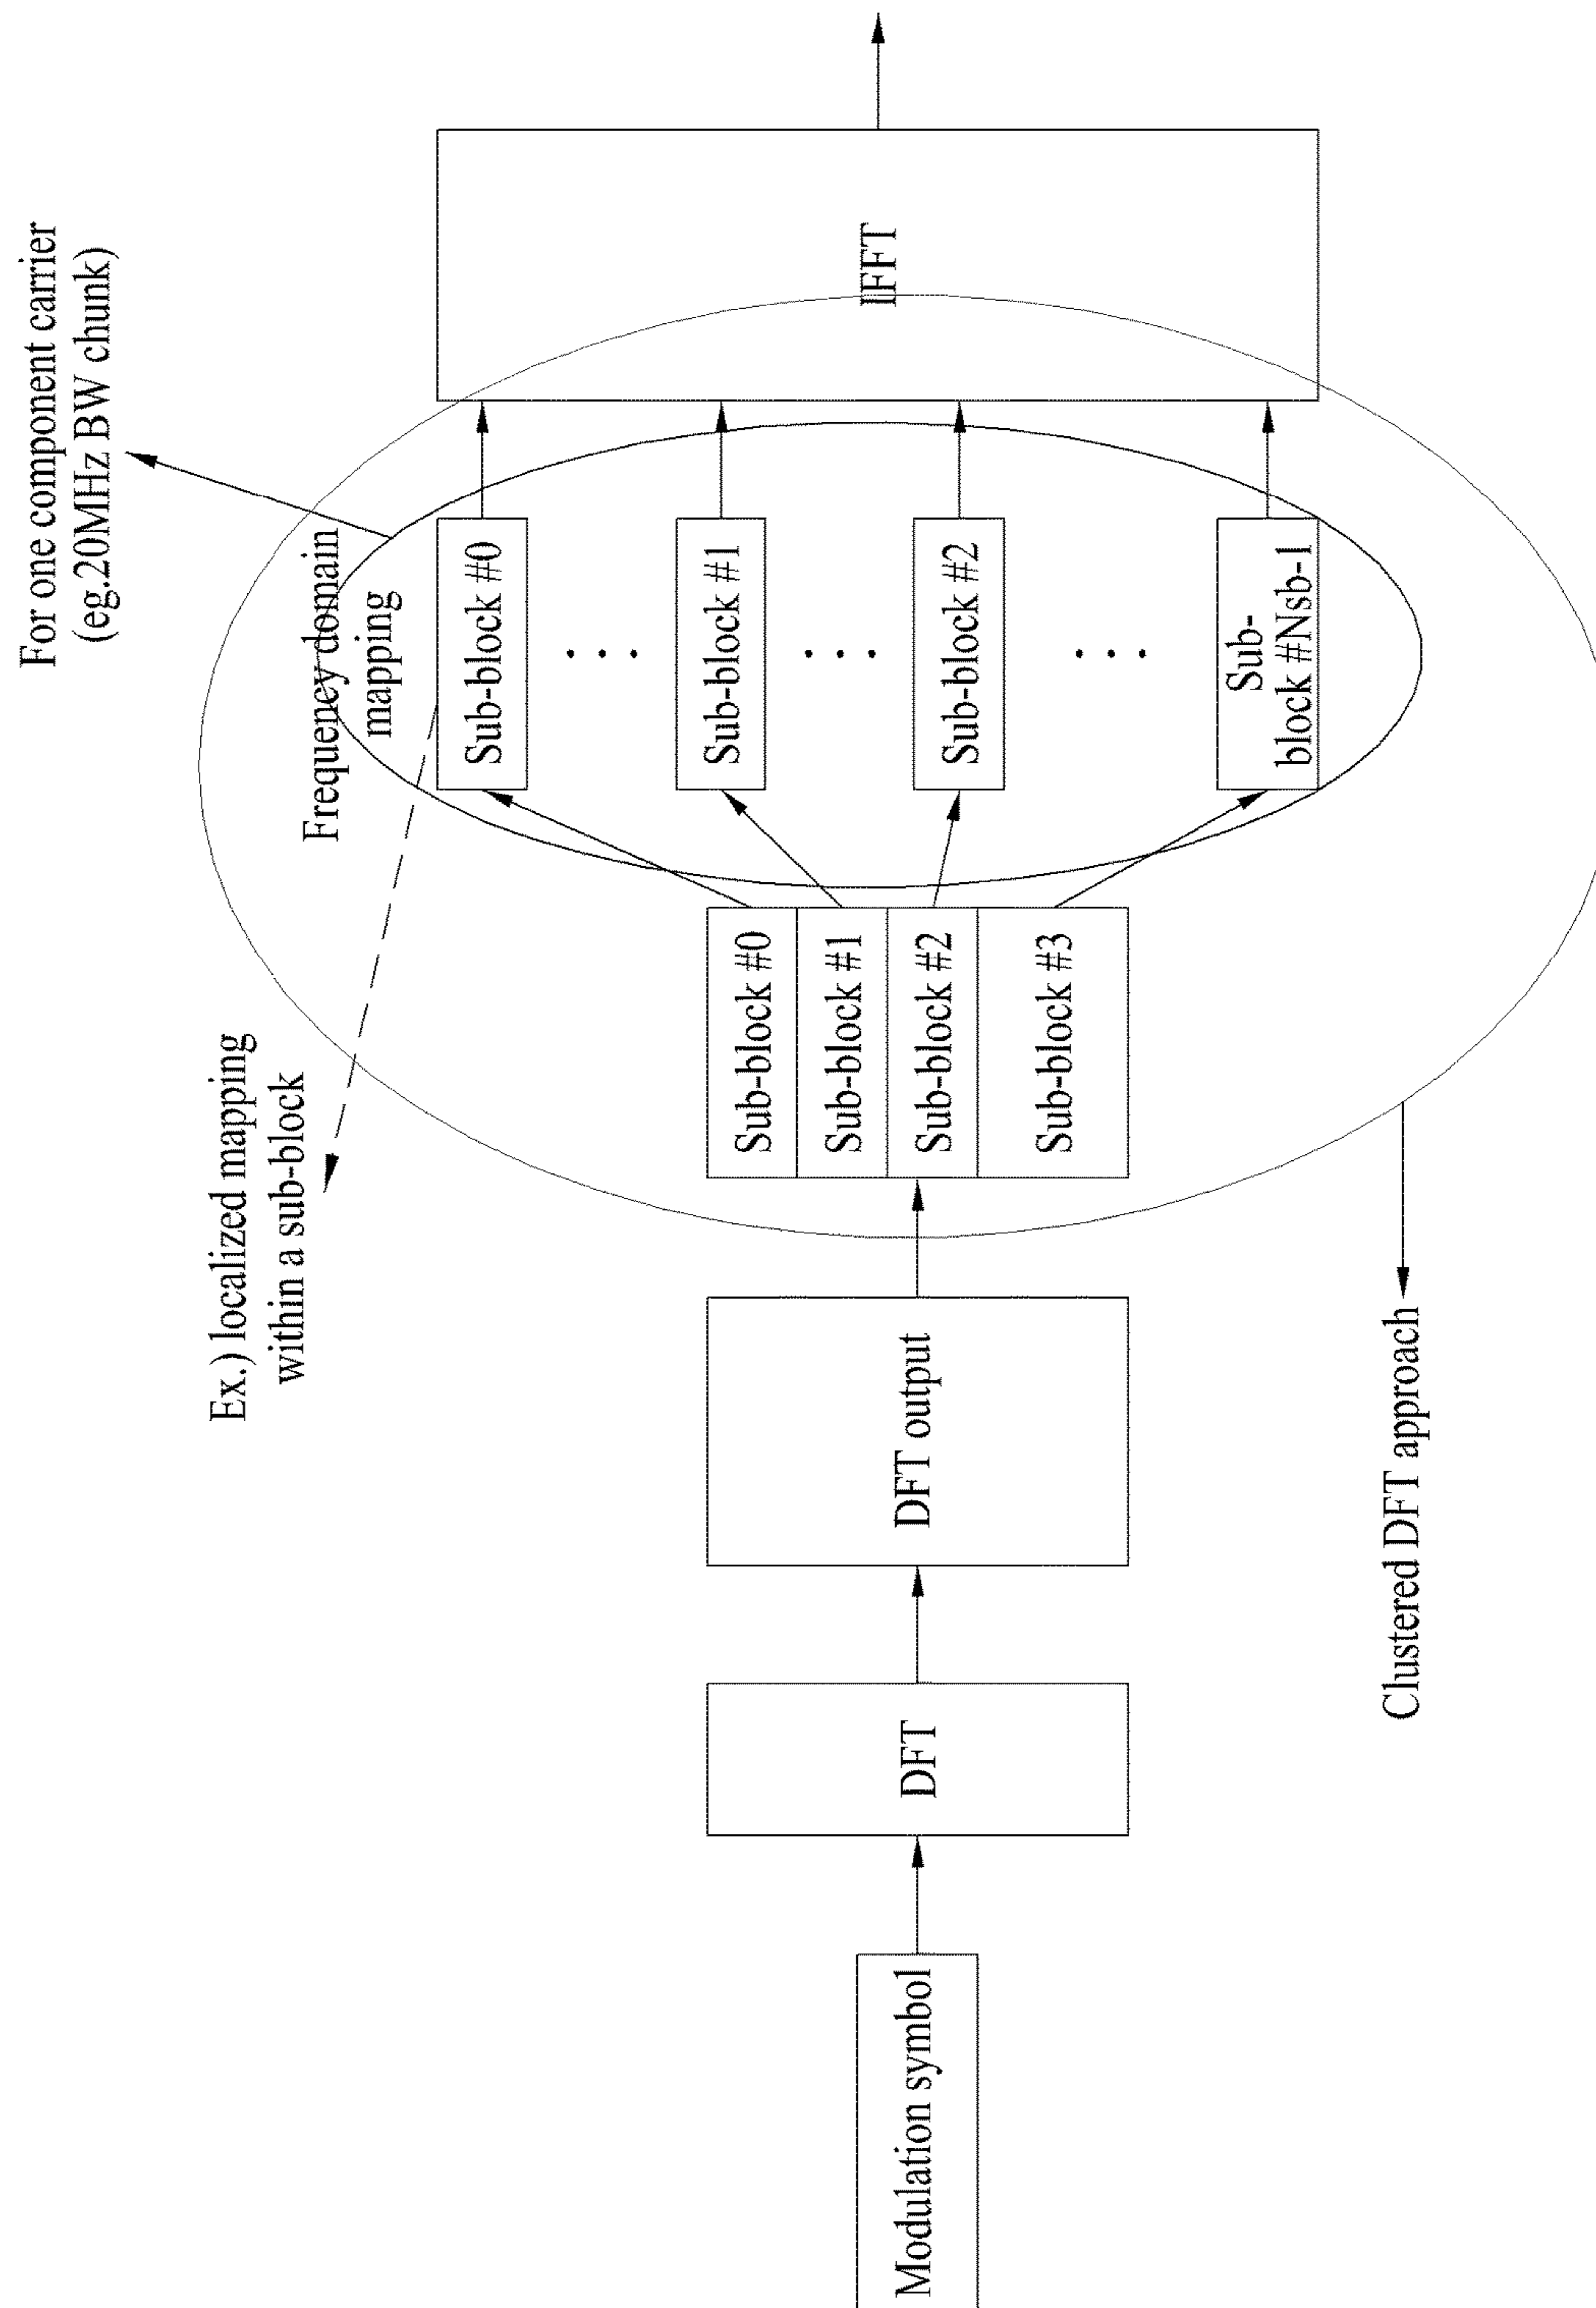 For one component carrier
(eg.20MHz BW chunk)
Ex.) localized mapping
within a sub-block
Frequency domain
mapping
Modulation symbol
DFT
DFT output
Sub-block #0
Sub-block #1
Sub-block #2
Sub-block #3
Sub-block #0
Sub-block #1
Sub-block #2
Sub-
block #Nsb-1
IFFT
Clustered DFT approach